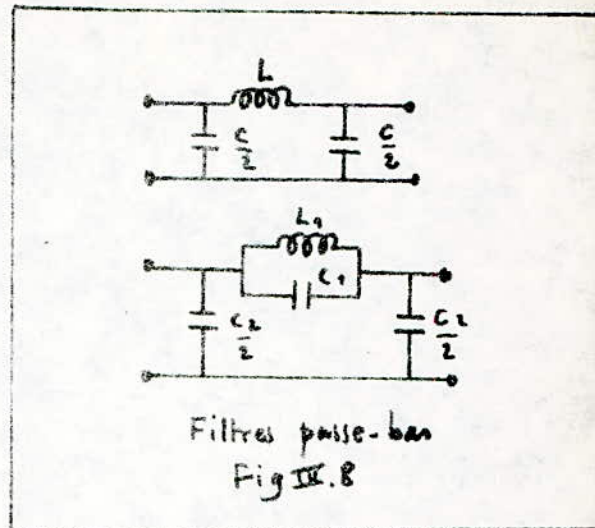 L
C/2
C/2
L1
C1
C2/2
C2/2
Filtres passe-bas
Fig III.8